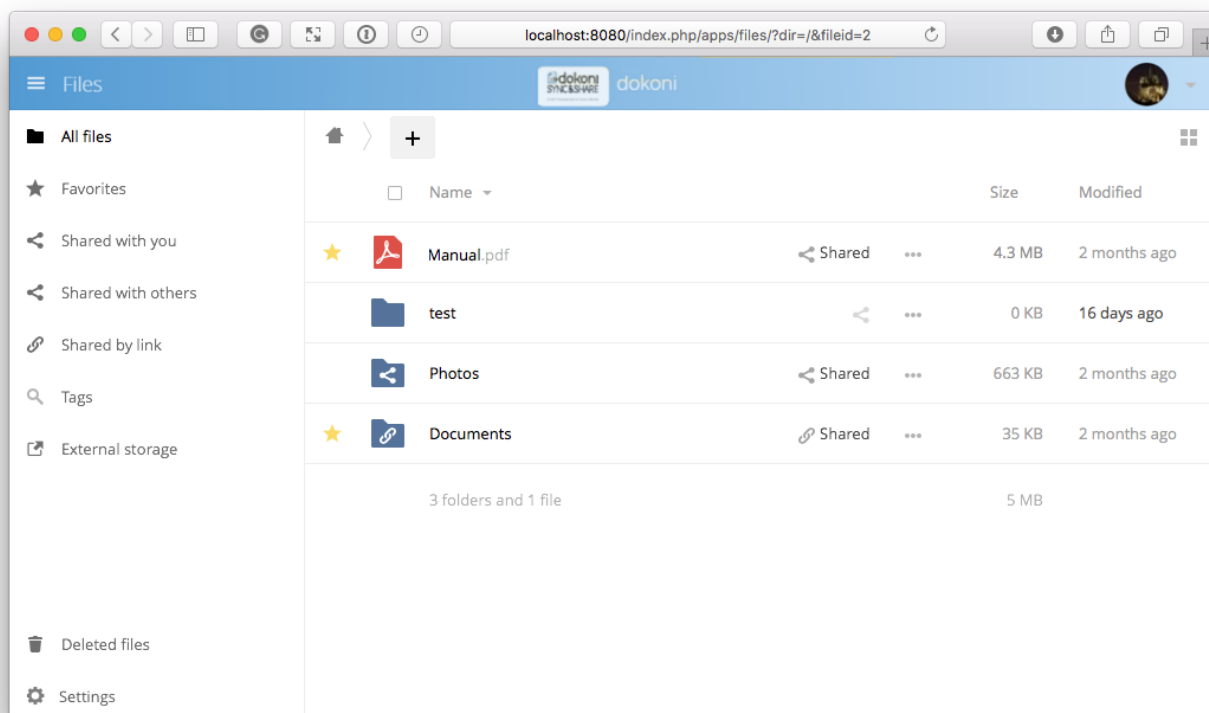 localhost:8080/index.php/apps/files/?dir=/&fileid=2
Files
dokoni
SYNC&SHARE
dokoni
All files
Favorites
Shared with you
Shared with others
Shared by link
Tags
External storage
Deleted files
Settings
Name Size Modified
Manual.pdf Shared 4.3 MB 2 months ago
test 0 KB 16 days ago
Photos Shared 663 KB 2 months ago
Documents Shared 35 KB 2 months ago
3 folders and 1 file 5 MB